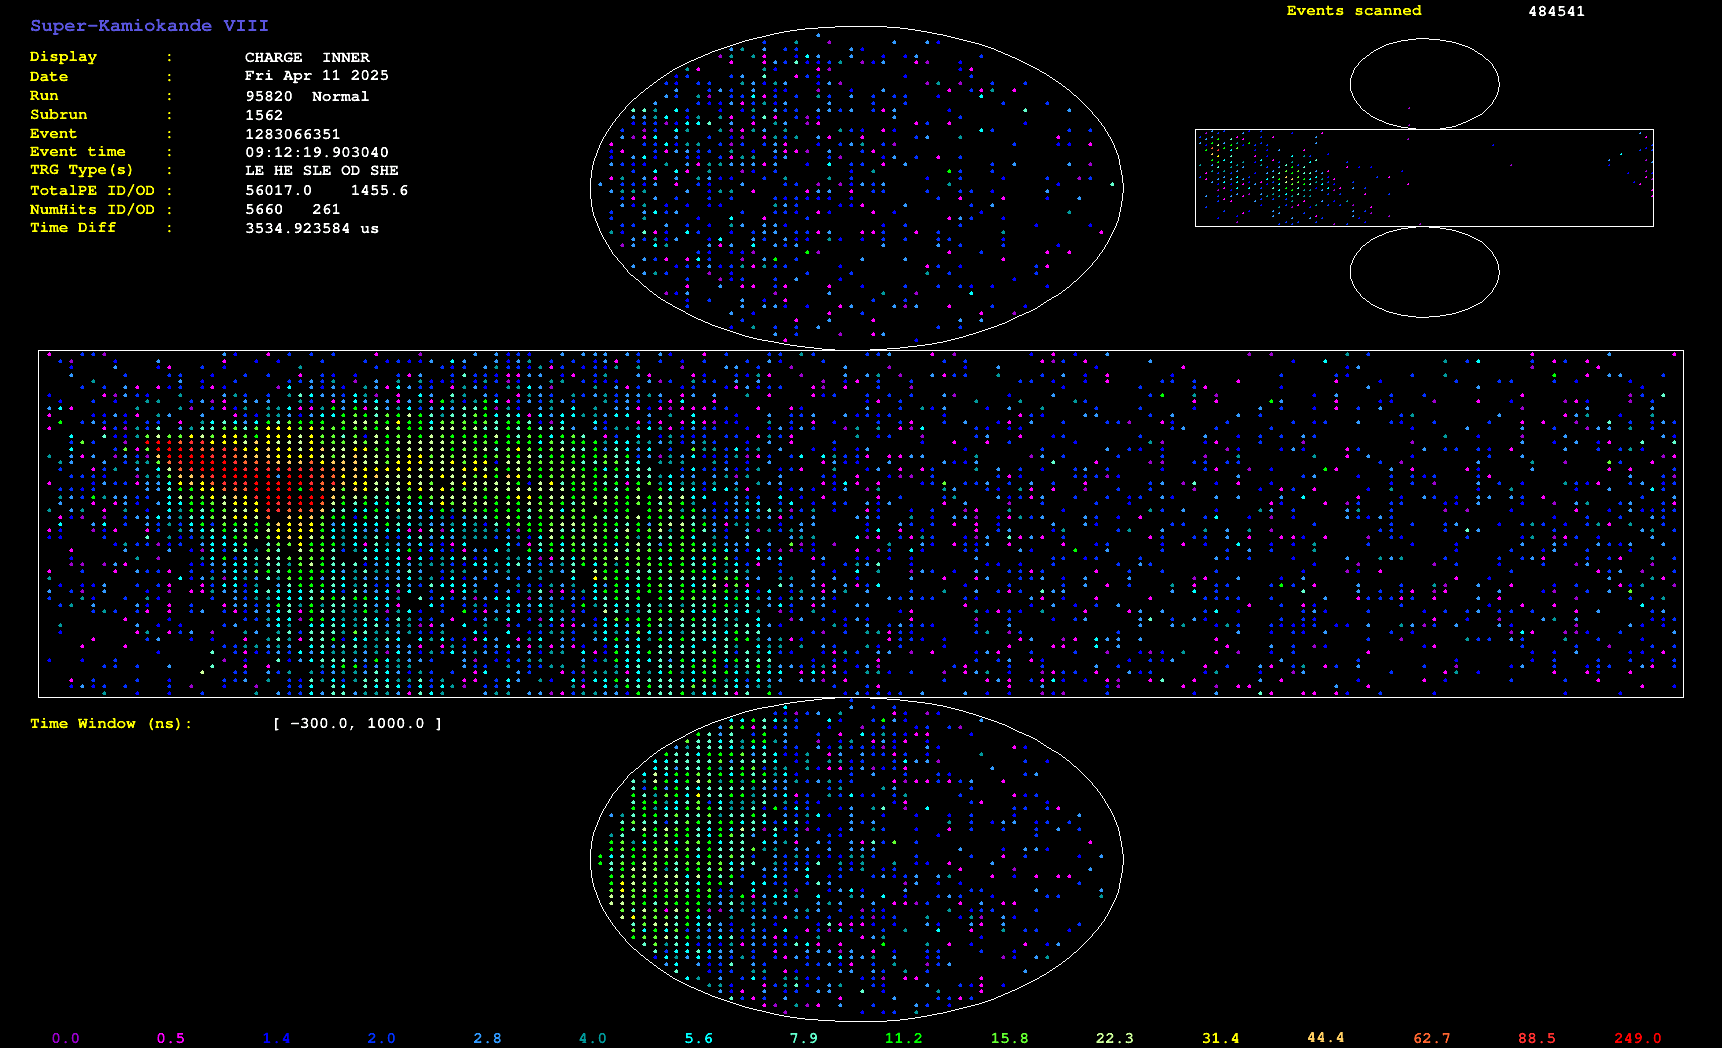 Super-Kamiokande VIII
Events scanned 484541
Display : CHARGE INNER
Date : Fri Apr 11 2025
Run : 95820 Normal
Subrun : 1562
Event : 1283066351
Event time : 09:12:19.903040
TRG Type(s) : LE HE SLE OD SHE
TotalPE ID/OD : 56017.0 1455.6
NumHits ID/OD : 5660 261
Time Diff : 3534.923584 us
Time Window (ns): [ -300.0, 1000.0 ]
0.0 0.5 1.4 2.0 2.8 4.0 5.6 7.9 11.2 15.8 22.3 31.4 44.4 62.7 88.5 249.0